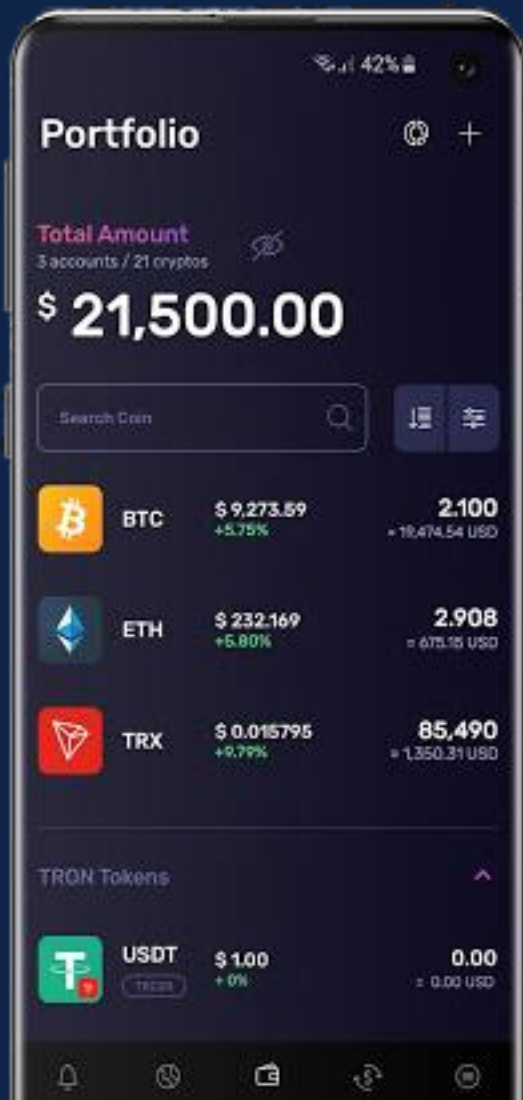 42%
Portfolio
Total Amount
3 accounts / 21 cryptos
$ 21,500.00
Search Coin
BTC $ 9,273.59 2.100
+5.75% = 19,474.54 USD
ETH $ 232.169 2.908
+5.80% = 675.15 USD
TRX $ 0.015795 85,490
+9.79% = 1,350.31 USD
TRON Tokens
USDT $ 1.00 0.00
TRC20 + 0% = 0.00 USD